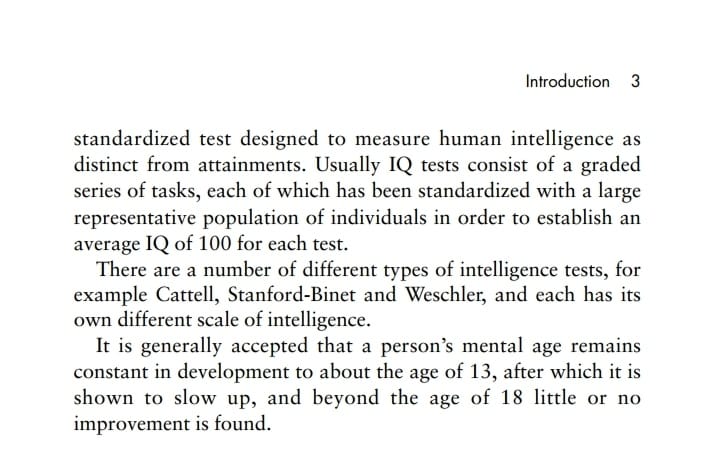 Introduction 3
standardized test designed to measure human intelligence as
distinct from attainments. Usually IQ tests consist of a graded
series of tasks, each of which has been standardized with a large
representative population of individuals in order to establish an
average IQ of 100 for each test.
There are a number of different types of intelligence tests, for
example Cattell, Stanford-Binet and Weschler, and each has its
own different scale of intelligence.
It is generally accepted that a person’s mental age remains
constant in development to about the age of 13, after which it is
shown to slow up, and beyond the age of 18 little or no
improvement is found.